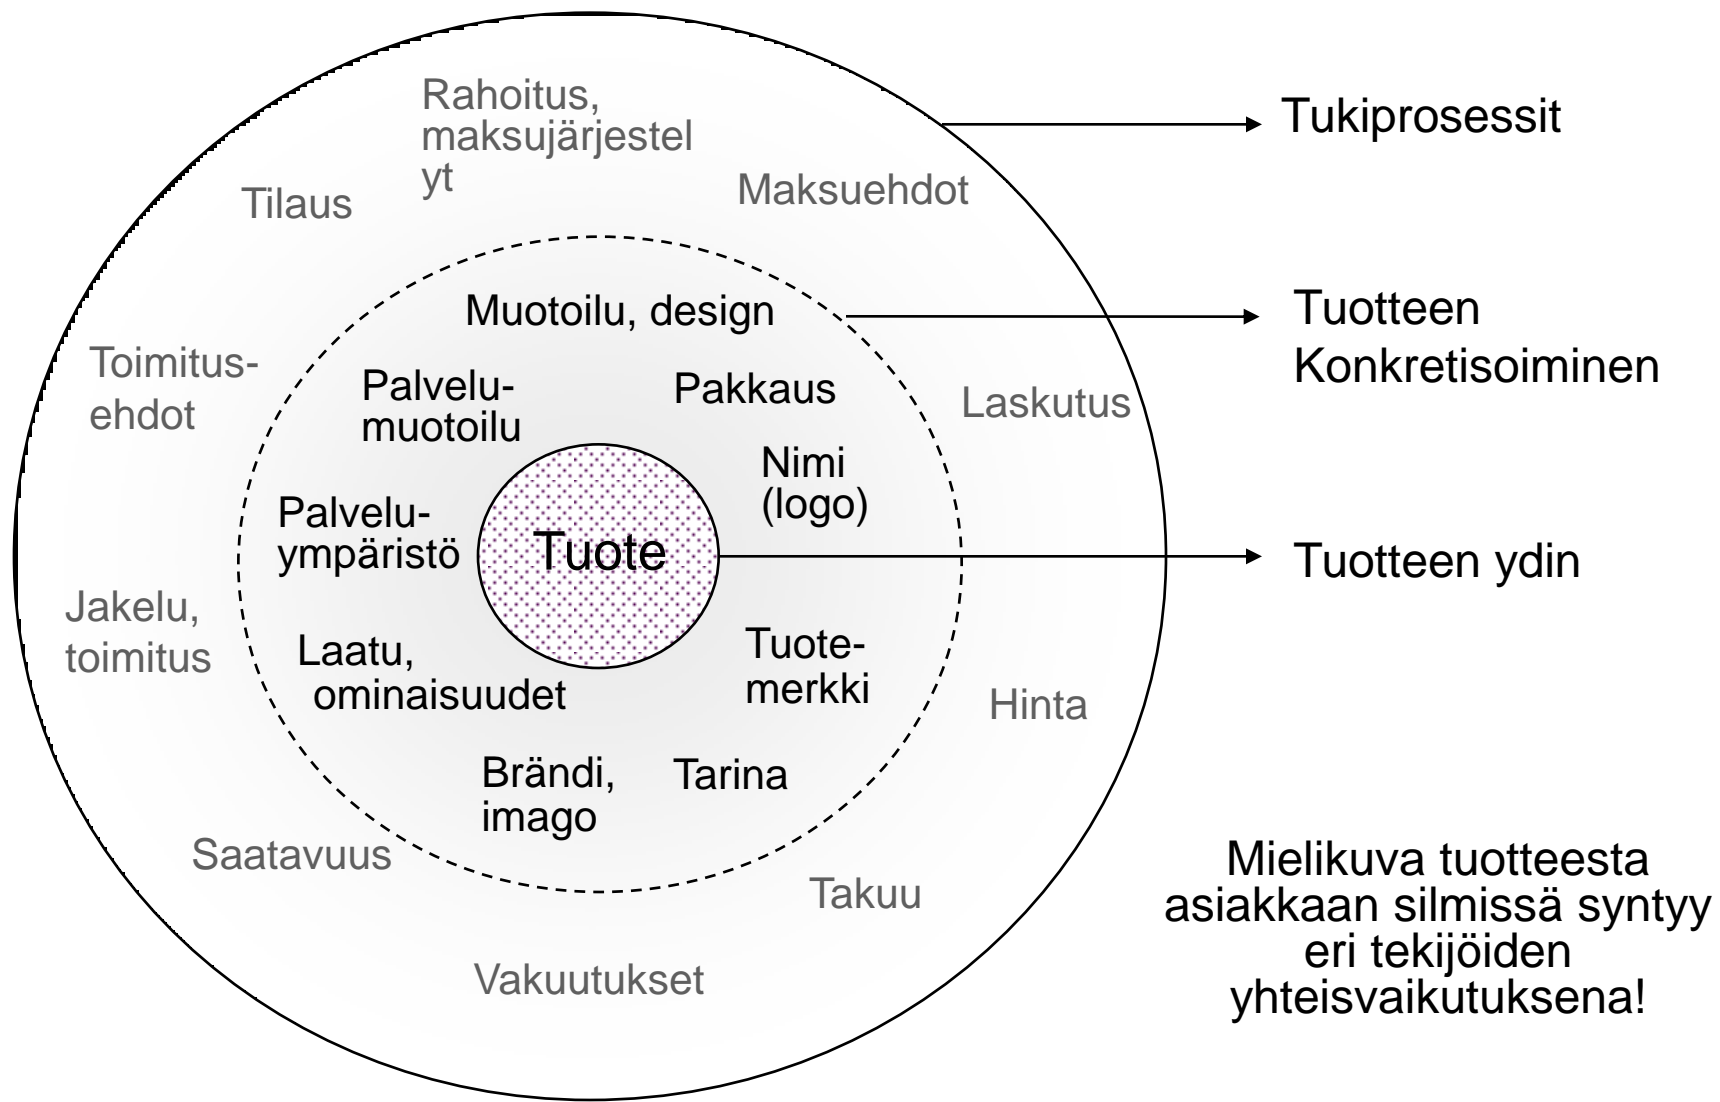 Rahoitus,
maksujärjestel
yt
Tilaus
Maksuehdot
Tukiprosessit
Muotoilu, design
Tuotteen
Konkretisoiminen
Toimitus-
ehdot
Palvelu-
muotoilu
Pakkaus
Laskutus
Nimi
(logo)
Palvelu-
ympäristö
Tuote
Tuotteen ydin
Jakelu,
toimitus
Laatu,
ominaisuudet
Tuote-
merkki
Hinta
Brändi,
imago
Tarina
Saatavuus
Takuu
Vakuutukset
Mielikuva tuotteesta
asiakkaan silmissä syntyy
eri tekijöiden
yhteisvaikutuksena!